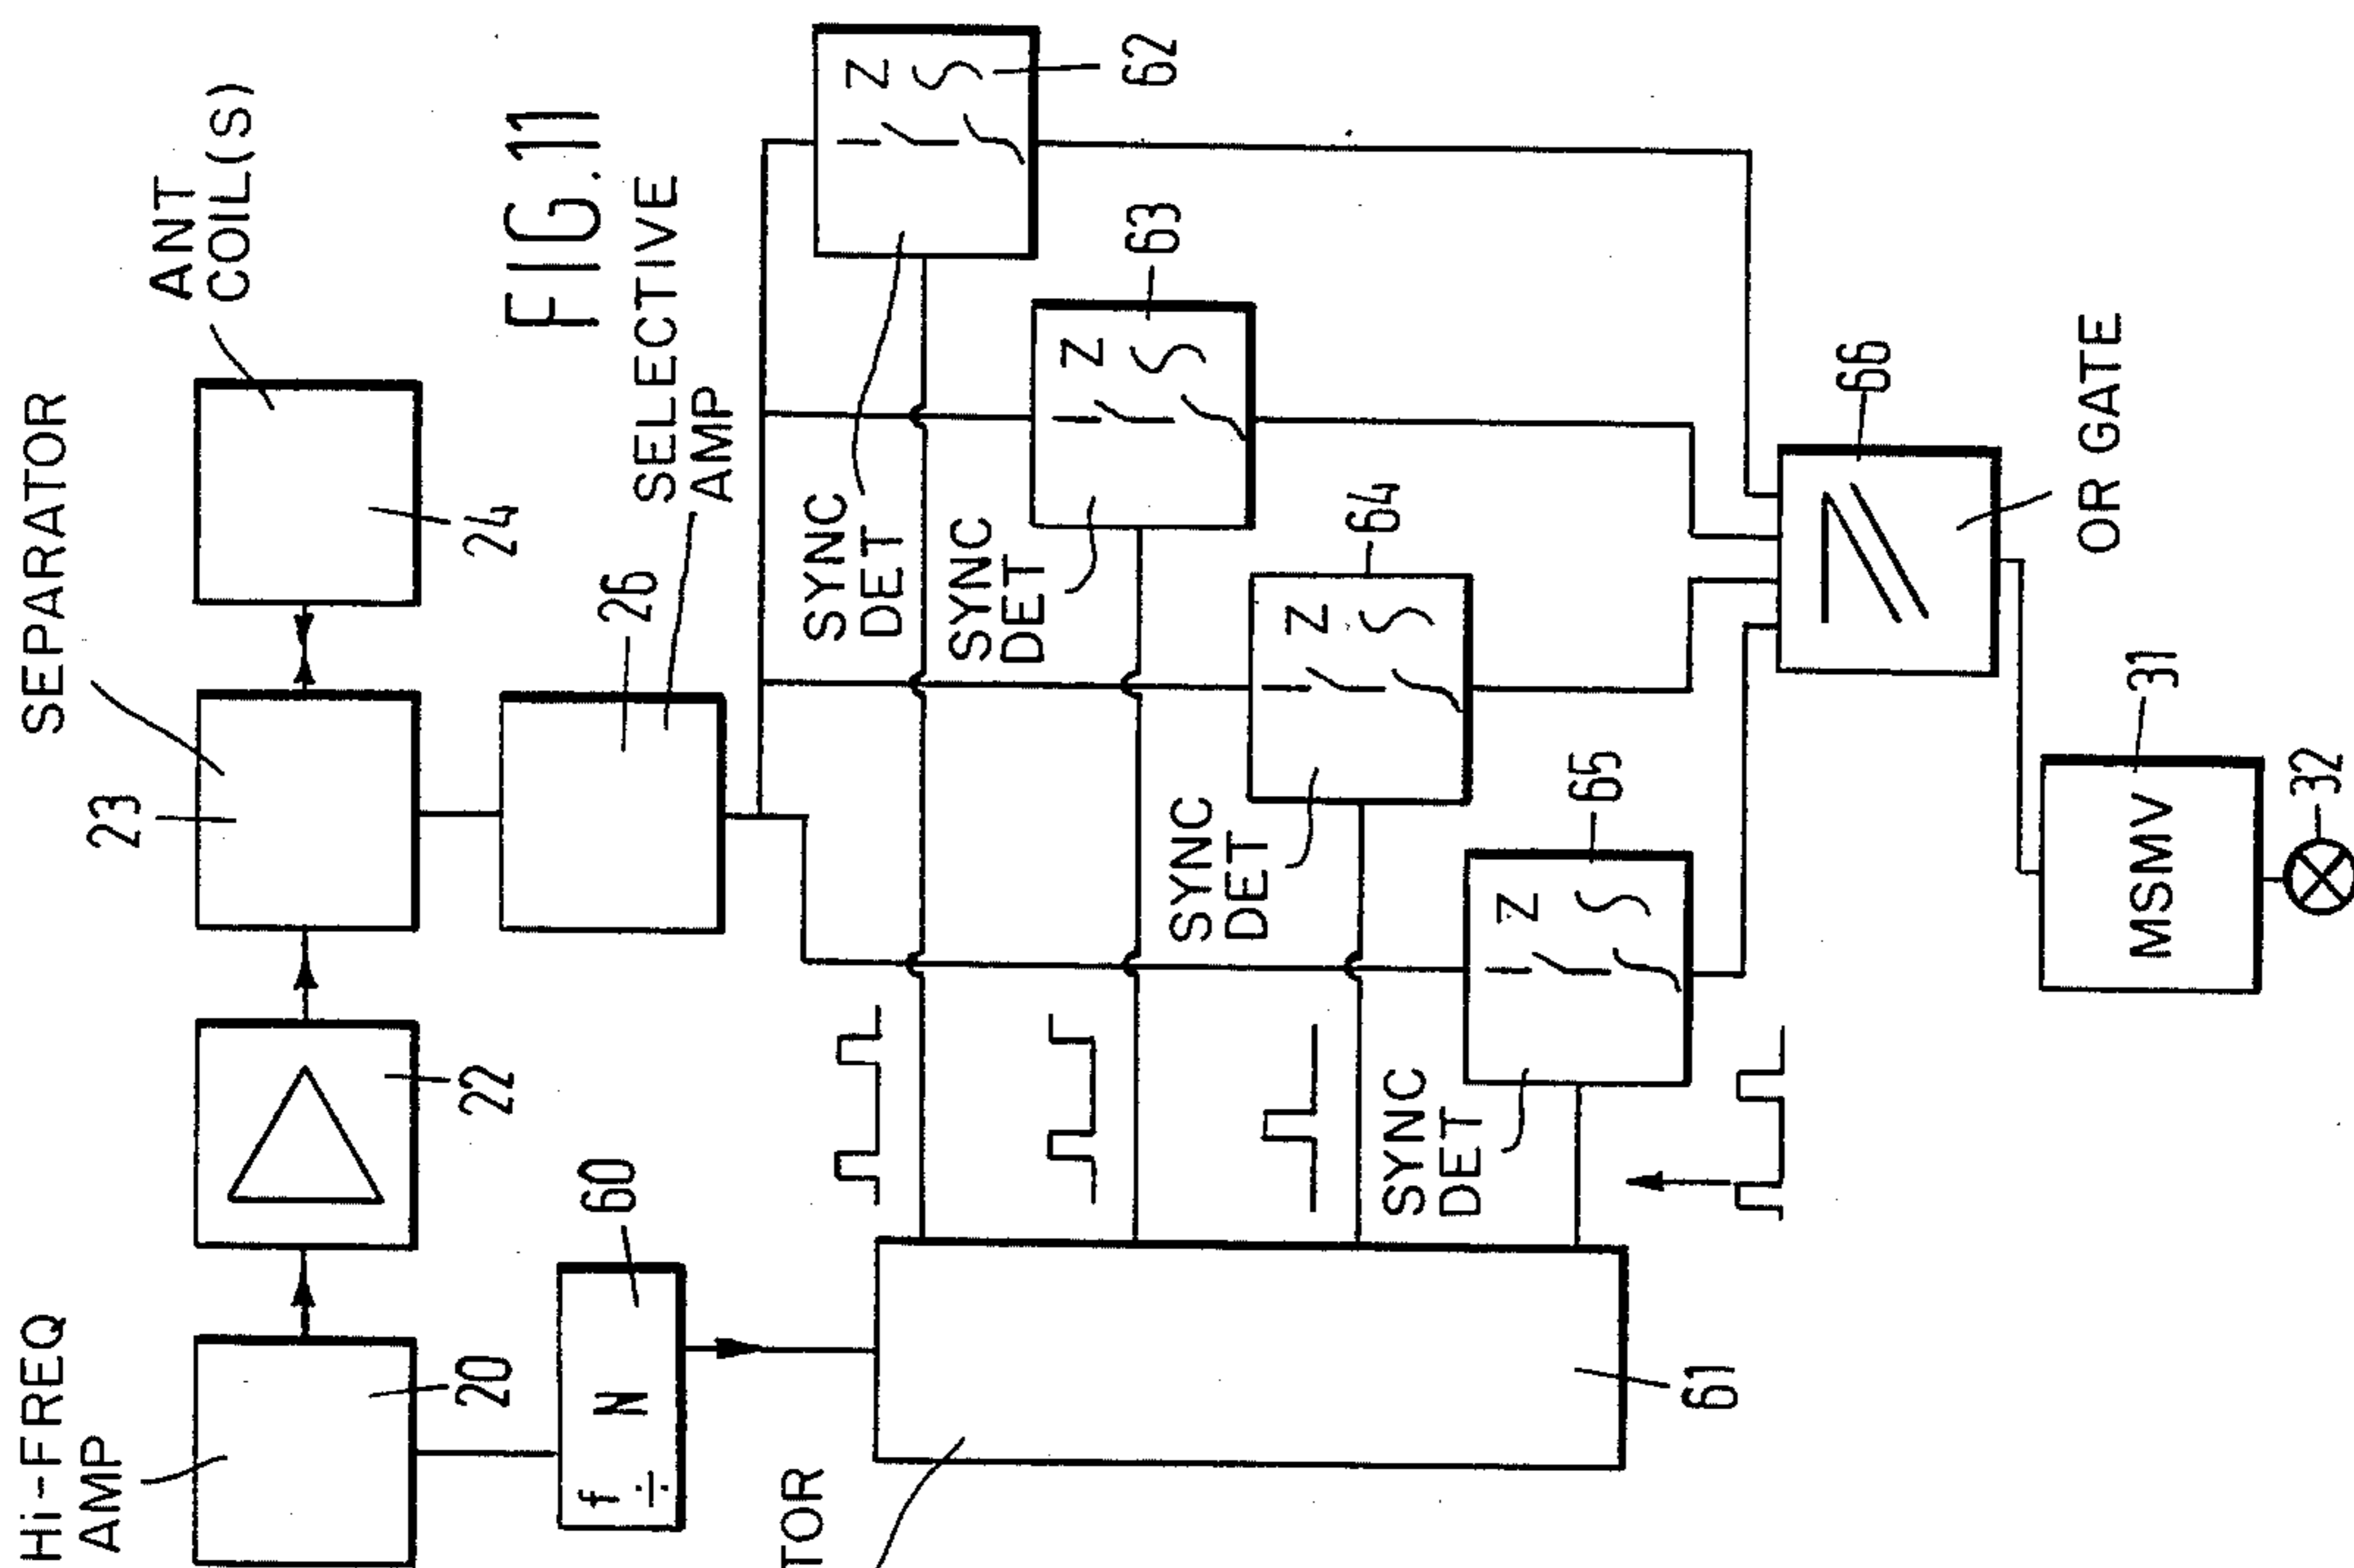 FIG.11
Hi-FREQ
AMP
20
22
SEPARATOR
23
ANT
COIL(S)
24
26
SELECTIVE
AMP
f
÷ N
60
TOR
61
SYNC
DET
Z
S
62
SYNC
DET
Z
S
63
SYNC
DET
Z
S
64
SYNC
DET
Z
S
65
66
OR GATE
MSMV
31
32